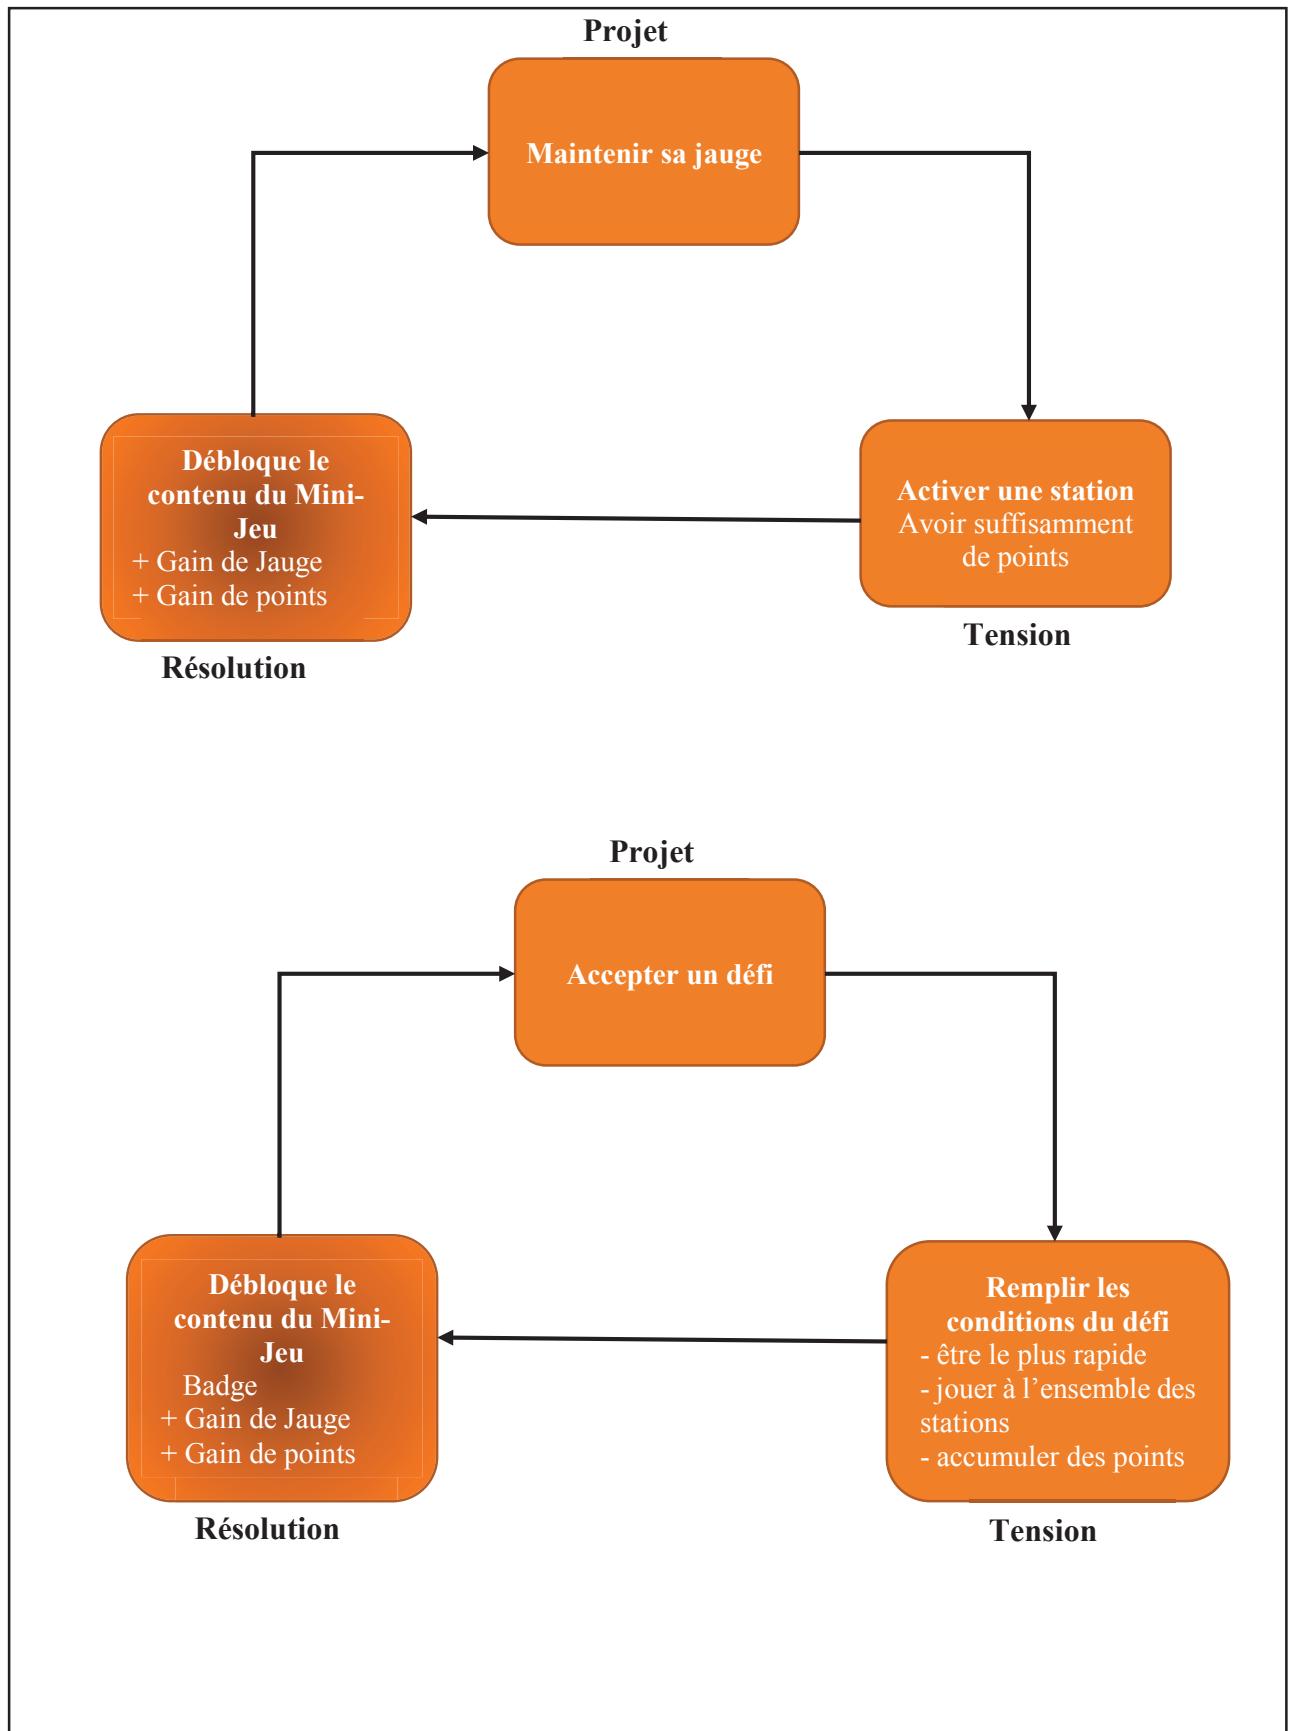 Projet
Maintenir sa jauge
Débloque le
contenu du Mini-
Jeu
+ Gain de Jauge
+ Gain de points
Résolution
Activer une station
Avoir suffisamment
de points
Tension
Projet
Accepter un défi
Débloque le
contenu du Mini-
Jeu
Badge
+ Gain de Jauge
+ Gain de points
Résolution
Remplir les
conditions du défi
- être le plus rapide
- jouer à l’ensemble des
stations
- accumuler des points
Tension